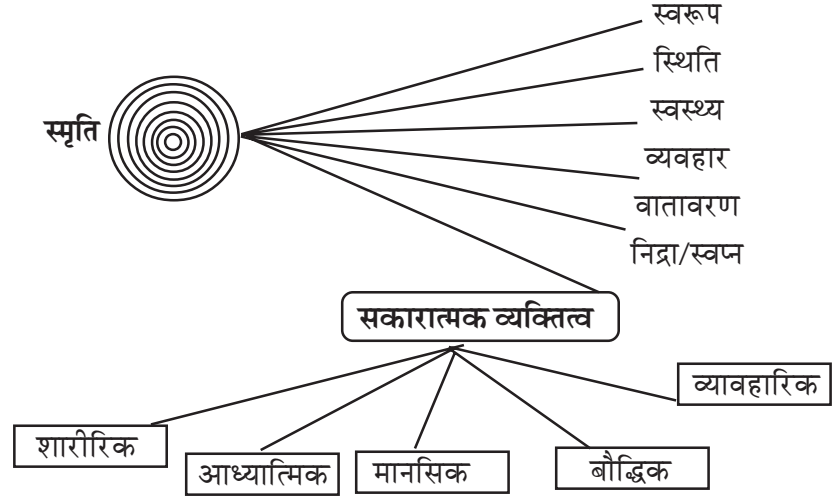 स्वरूप
स्थिति
स्वस्थ्य
स्मृति
व्यवहार
वातावरण
निद्रा/स्वप्न
सकारात्मक व्यक्तित्व
व्यावहारिक
शारीरिक
आध्यात्मिक
मानसिक
बौद्धिक